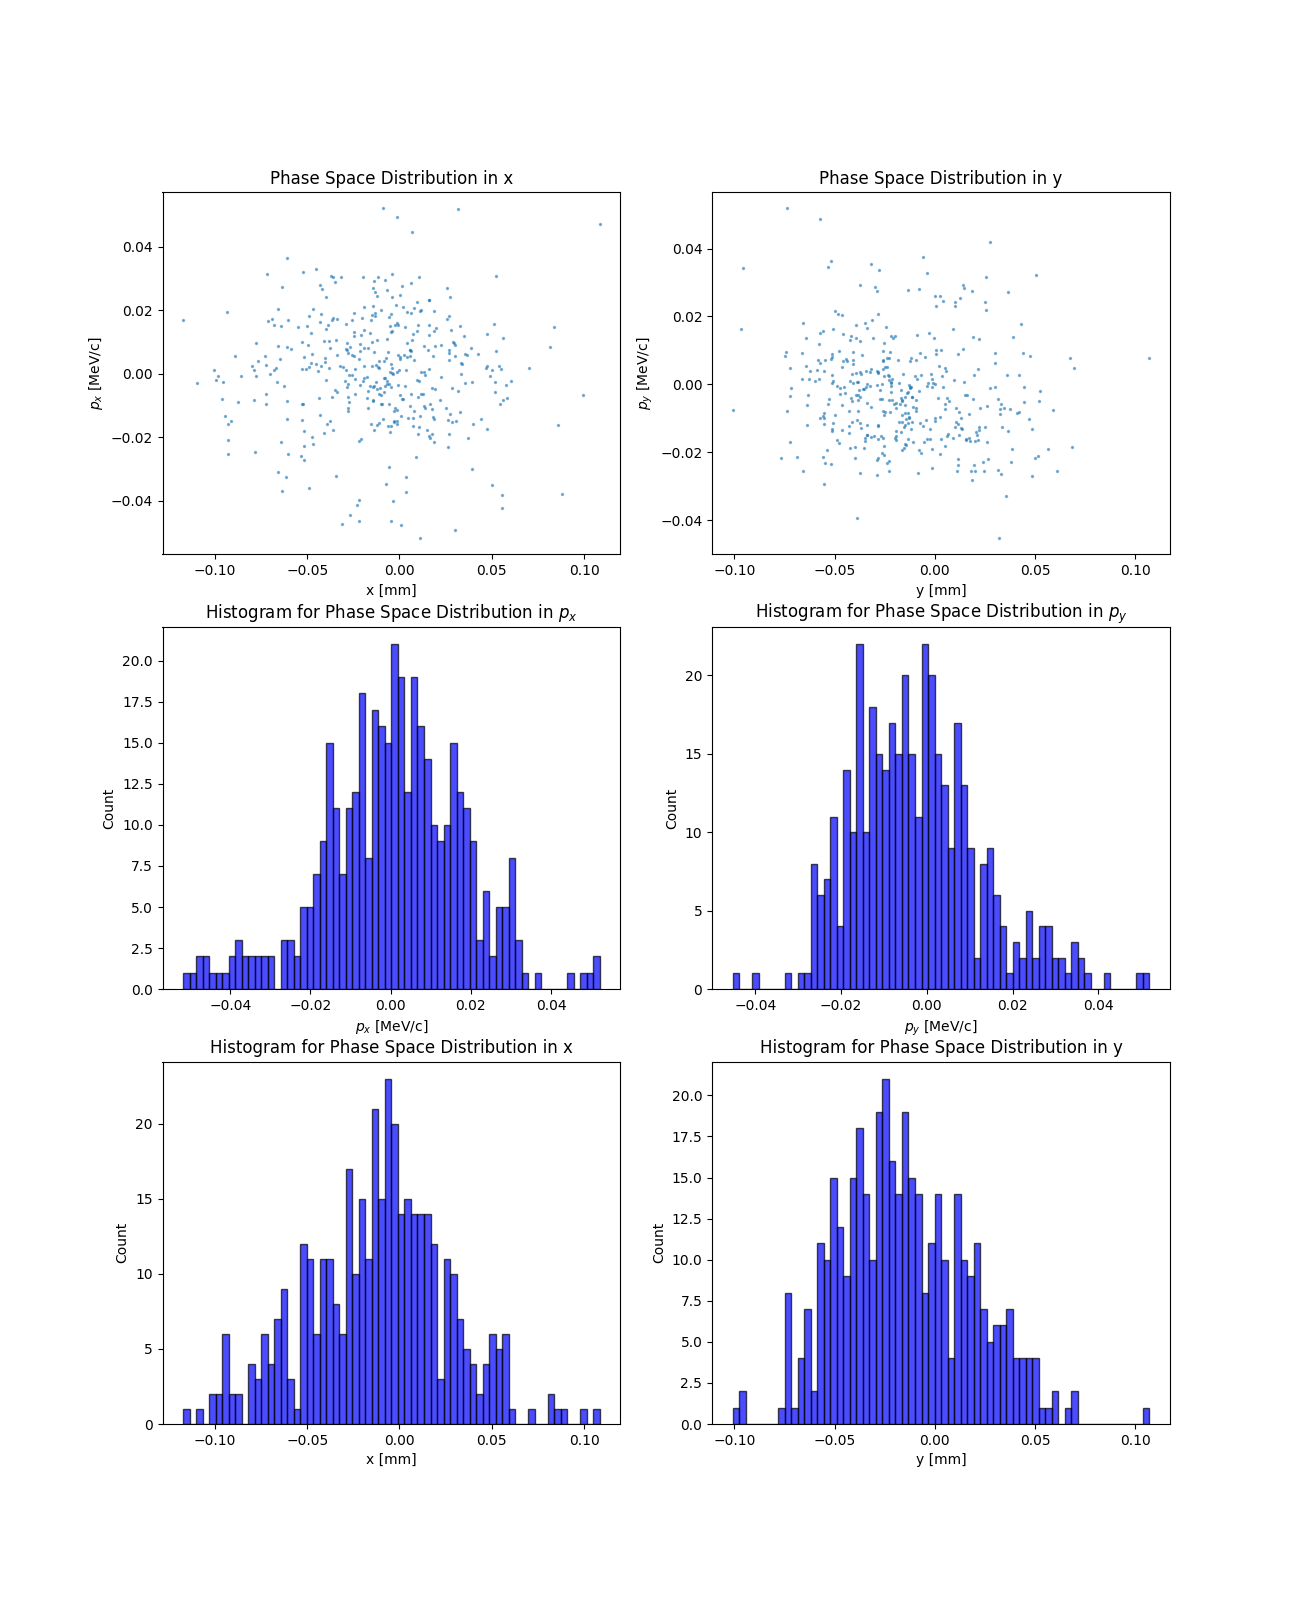 Phase Space Distribution in x
0.04
0.02
0.00
−0.02
−0.04
p_x [MeV/c]
−0.10 −0.05 0.00 0.05 0.10
x [mm]
Phase Space Distribution in y
0.04
0.02
0.00
−0.02
−0.04
p_y [MeV/c]
−0.10 −0.05 0.00 0.05 0.10
y [mm]
Histogram for Phase Space Distribution in p_x
20.0
17.5
15.0
12.5
10.0
7.5
5.0
2.5
0.0
Count
−0.04 −0.02 0.00 0.02 0.04
p_x [MeV/c]
Histogram for Phase Space Distribution in p_y
20
15
10
5
0
Count
−0.04 −0.02 0.00 0.02 0.04
p_y [MeV/c]
Histogram for Phase Space Distribution in x
20
15
10
5
0
Count
−0.10 −0.05 0.00 0.05 0.10
x [mm]
Histogram for Phase Space Distribution in y
20.0
17.5
15.0
12.5
10.0
7.5
5.0
2.5
0.0
Count
−0.10 −0.05 0.00 0.05 0.10
y [mm]